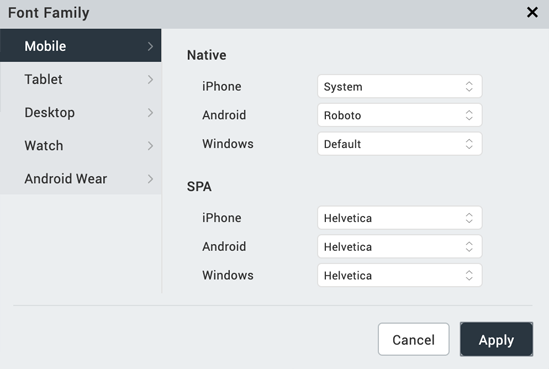 Font Family
Mobile
Tablet
Desktop
Watch
Android Wear
Native
iPhone System
Android Roboto
Windows Default
SPA
iPhone Helvetica
Android Helvetica
Windows Helvetica
Cancel Apply